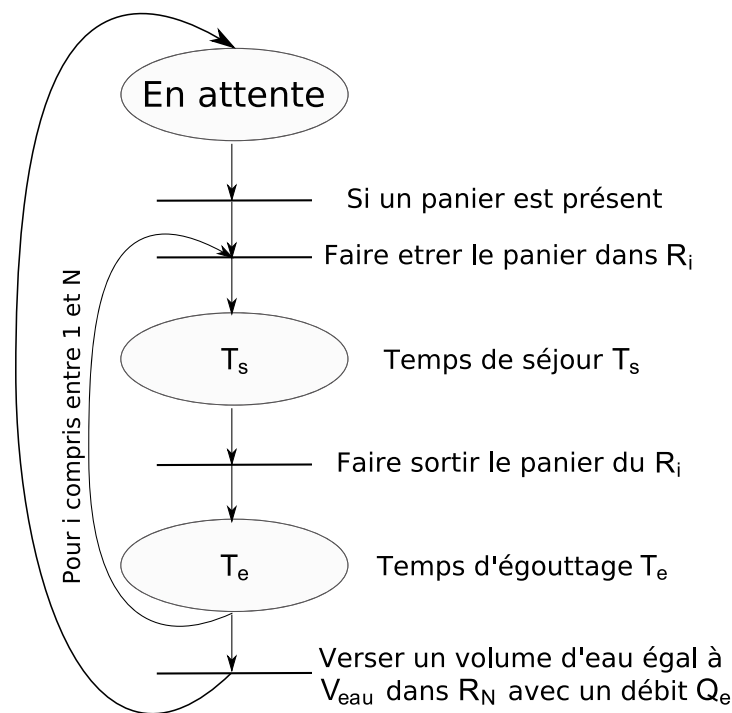 En attente
Si un panier est présent
Faire etrer le panier dans Ri
Pour i compris entre 1 et N
Ts
Temps de séjour Ts
Faire sortir le panier du Ri
Te
Temps d'égouttage Te
Verser un volume d'eau égal à
Veau dans RN avec un débit Qe